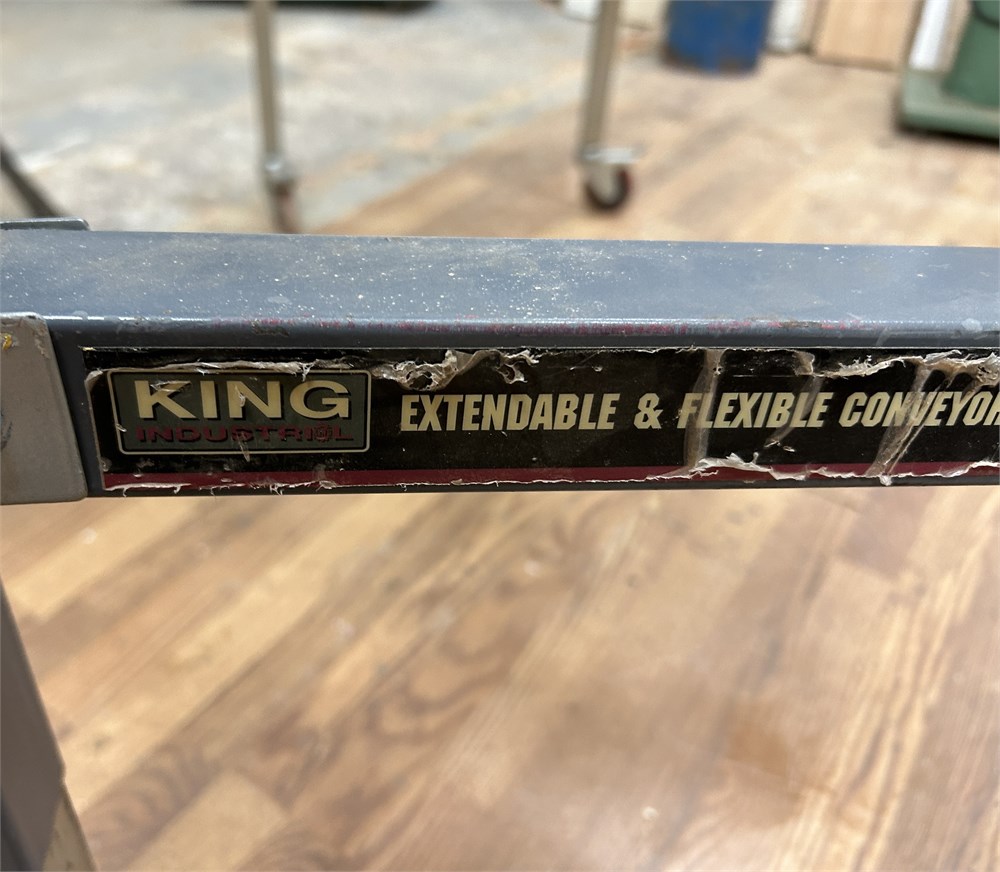 KING
INDUSTRIAL
EXTENDABLE & FLEXIBLE CONVEYOR